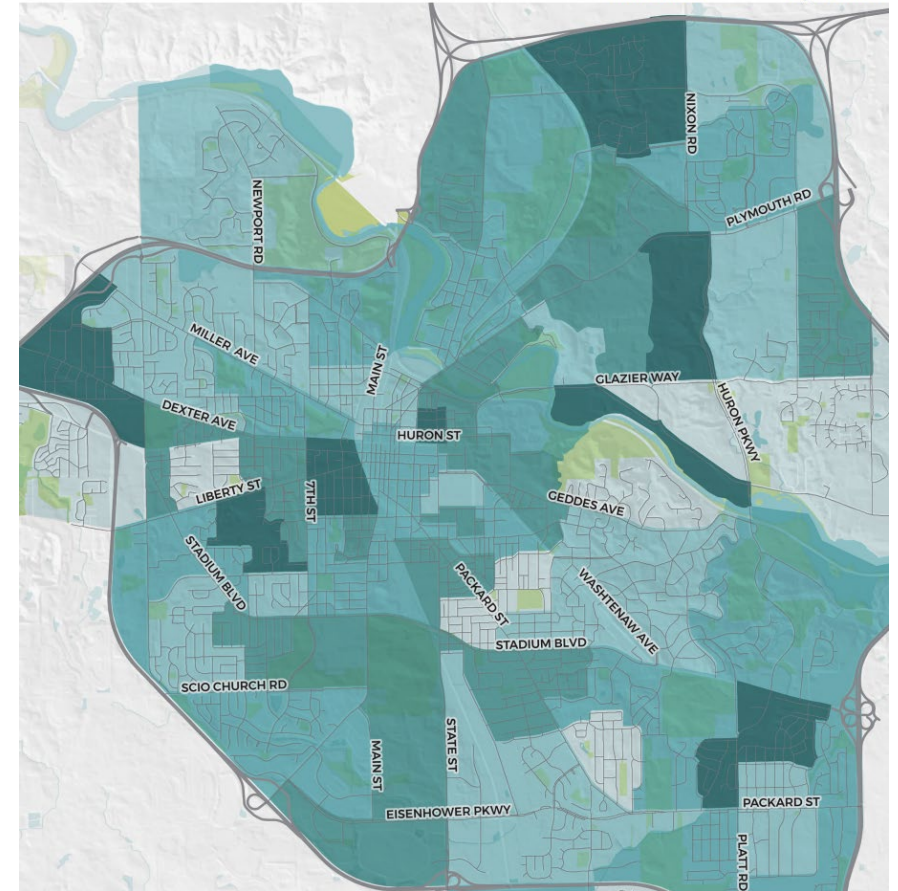 NIXON RD
PLYMOUTH RD
NEWPORT RD
MILLER AVE
MAIN ST
GLAZIER WAY
HURON PKWY
DEXTER AVE
HURON ST
LIBERTY ST
7TH ST
GEDDES AVE
STADIUM BLVD
PACKARD ST
WASHTENAW AVE
STADIUM BLVD
SCIO CHURCH RD
MAIN ST
STATE ST
EISENHOWER PKWY
PACKARD ST
PLATT RD